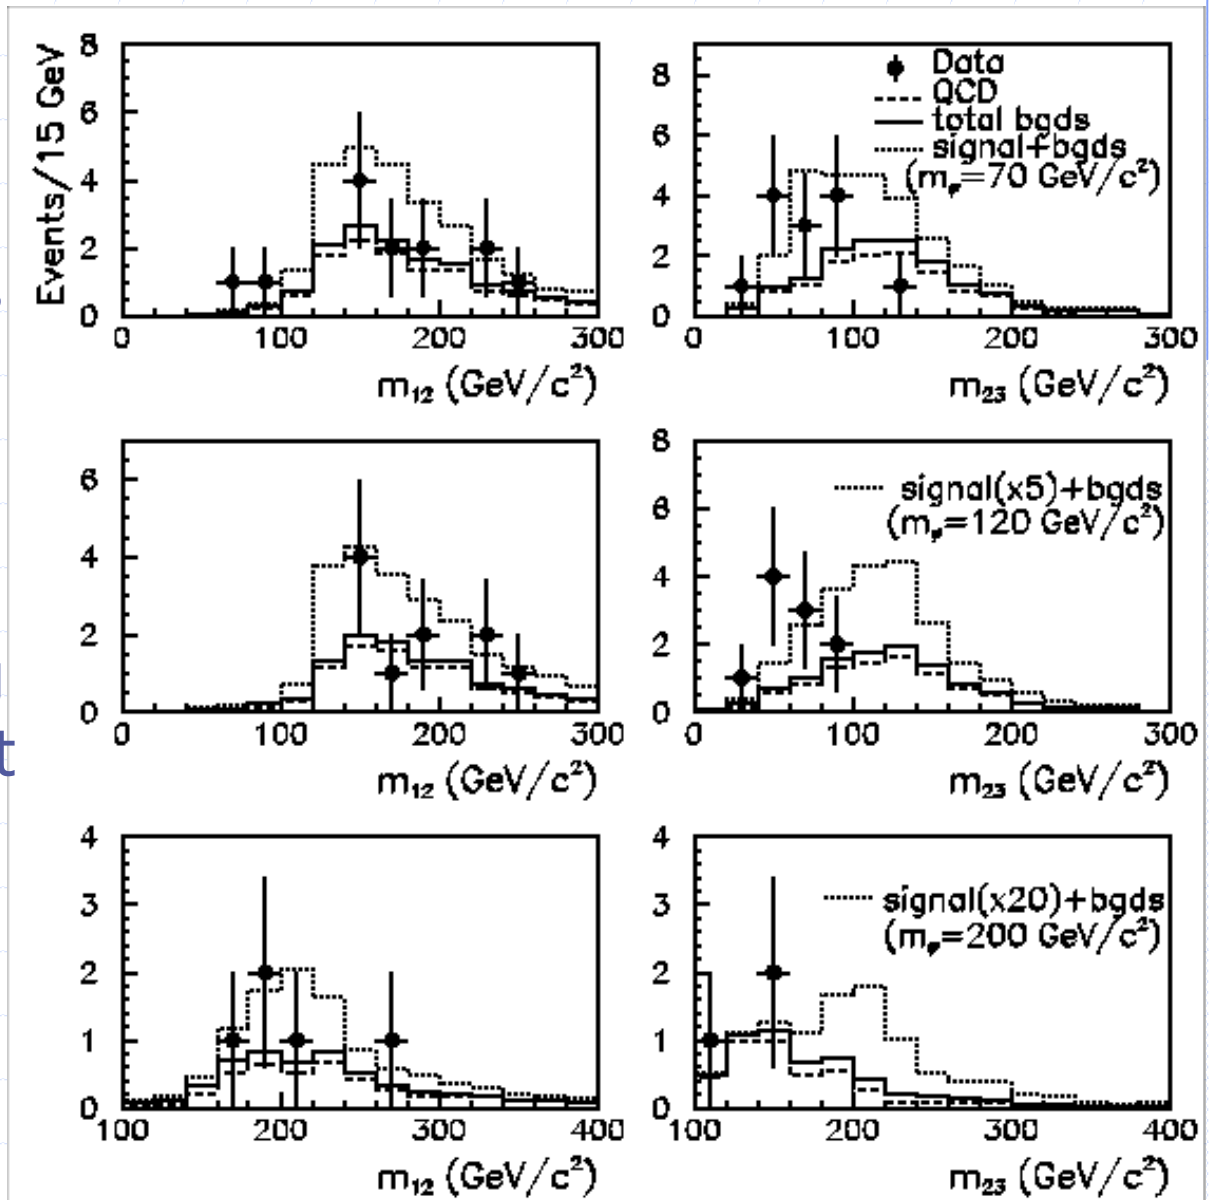 Events/15 GeV
8
6
4
2
0
0 100 200 300
m₁₂ (GeV/c²)
8
6
4
2
0
0 100 200 300
m₂₃ (GeV/c²)
Data
QCD
total bgds
signal+bgds
(mᵩ=70 GeV/c²)
6
4
2
0
0 100 200 300
m₁₂ (GeV/c²)
8
6
4
2
0
0 100 200 300
m₂₃ (GeV/c²)
signal(x5)+bgds
(mᵩ=120 GeV/c²)
4
3
2
1
0
100 200 300 400
m₁₂ (GeV/c²)
4
3
2
1
0
100 200 300 400
m₂₃ (GeV/c²)
signal(x20)+bgds
(mᵩ=200 GeV/c²)
t